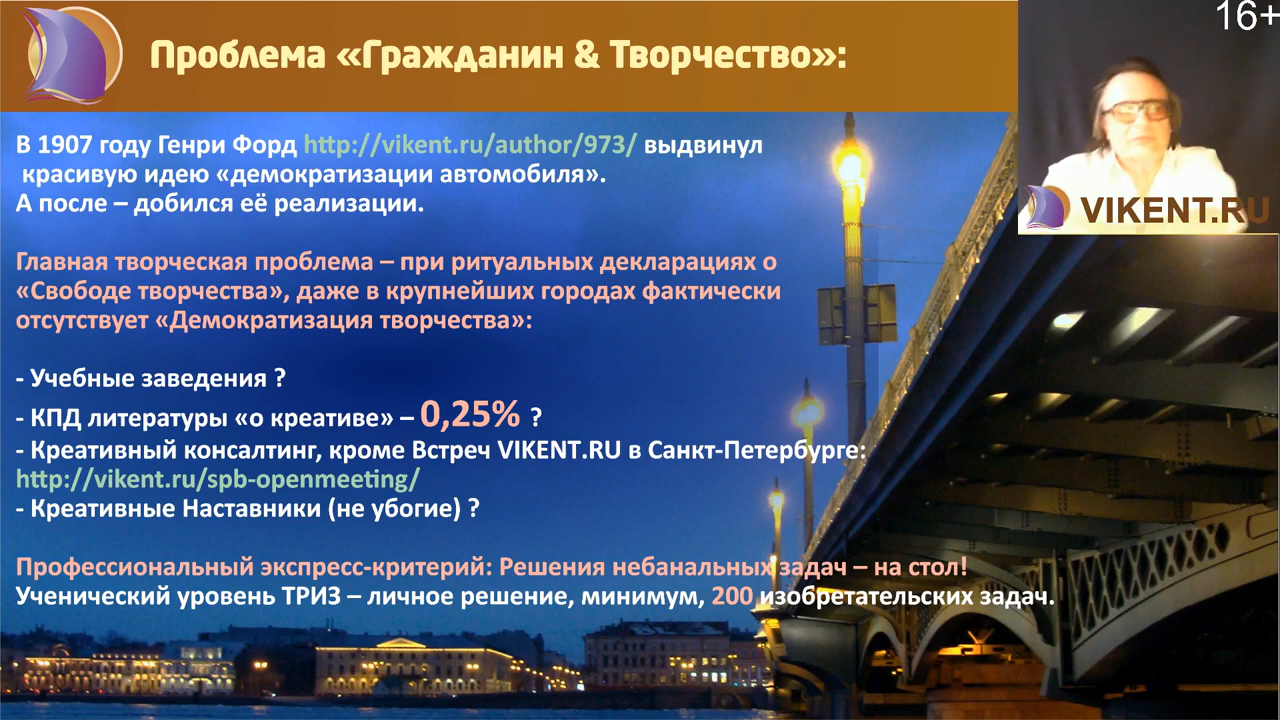 Проблема «Гражданин & Творчество»:
16+
VIKENT.RU
В 1907 году Генри Форд http://vikent.ru/author/973/ выдвинул
красивую идею «демократизации автомобиля».
А после – добился её реализации.
Главная творческая проблема – при ритуальных декларациях о
«Свободе творчества», даже в крупнейших городах фактически
отсутствует «Демократизация творчества»:
- Учебные заведения ?
- КПД литературы «о креативе» – 0,25% ?
- Креативный консалтинг, кроме Встреч VIKENT.RU в Санкт-Петербурге:
http://vikent.ru/spb-openmeeting/
- Креативные Наставники (не убогие) ?
Профессиональный экспресс-критерий: Решения небанальных задач – на стол!
Ученический уровень ТРИЗ – личное решение, минимум, 200 изобретательских задач.